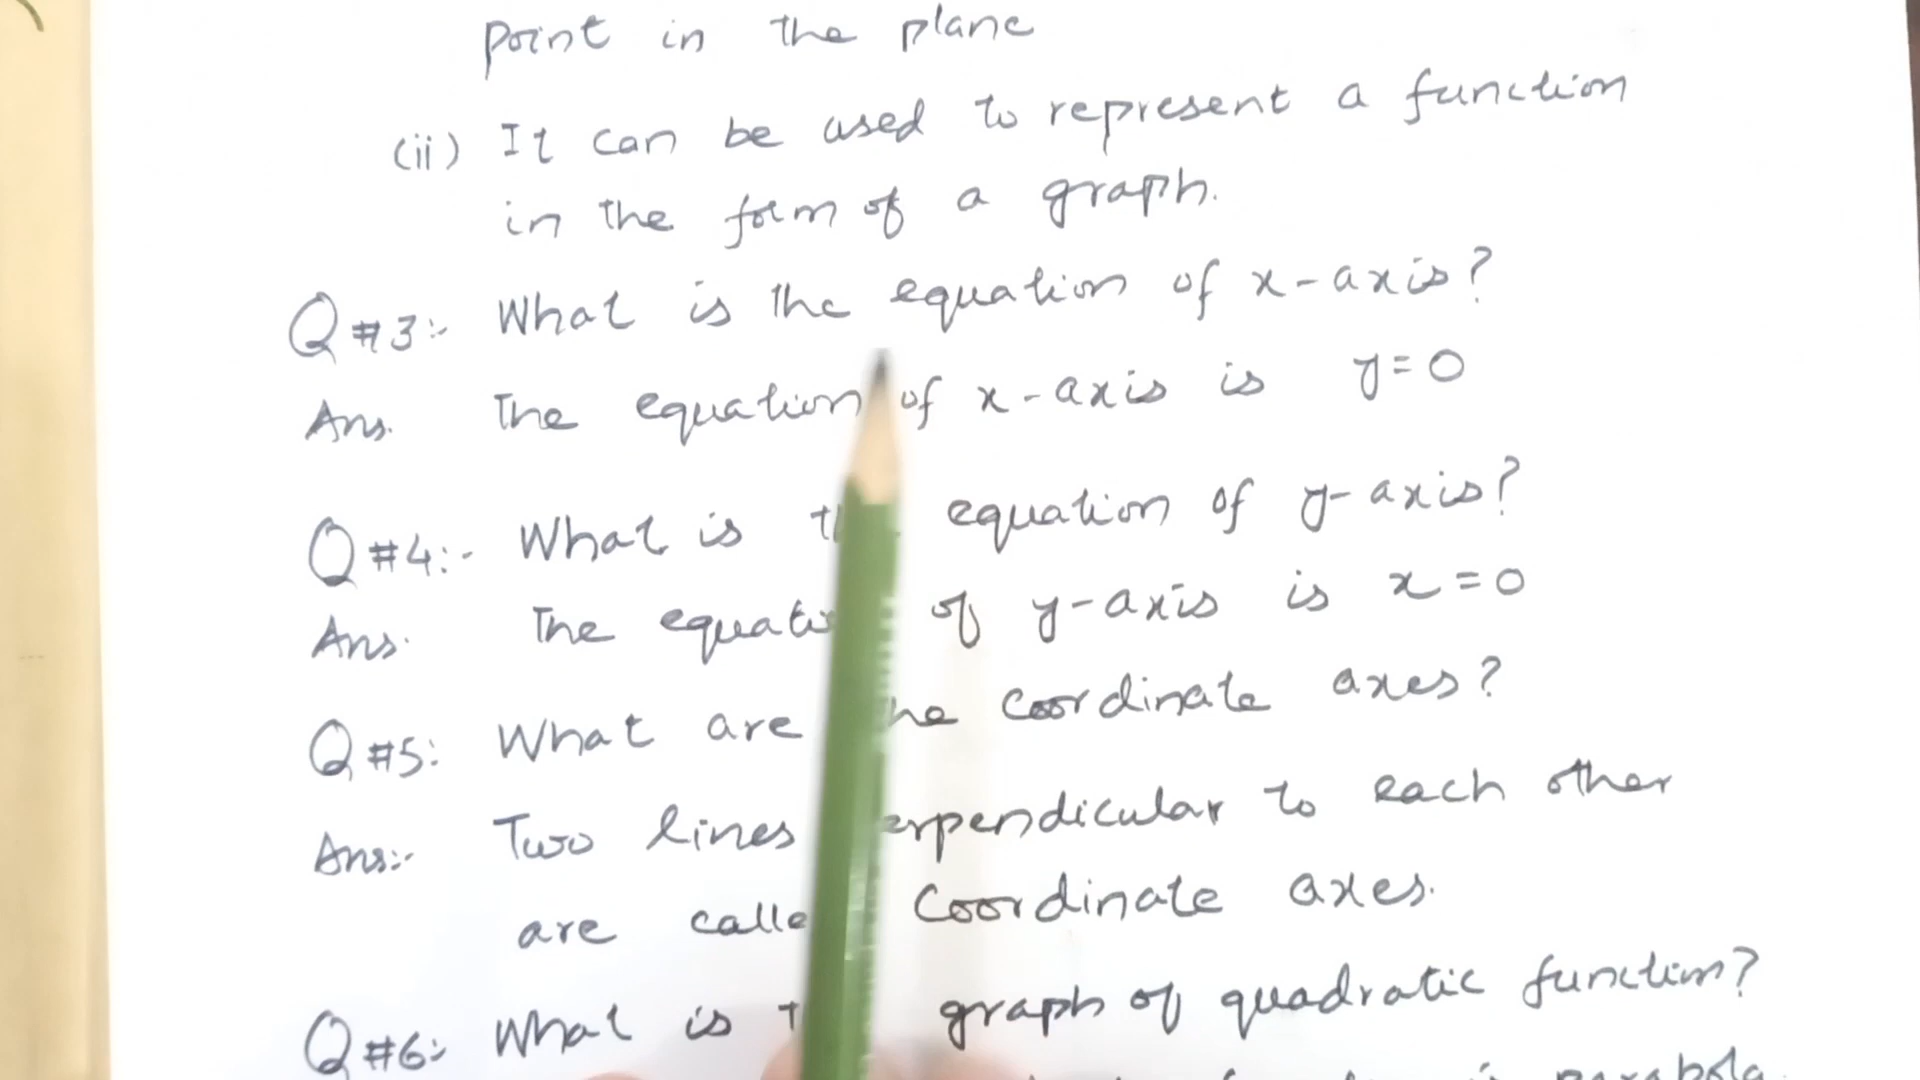 point in the plane
(ii) It can be used to represent a function
in the form of a graph.
Q#3:- What is the equation of x-axis?
Ans. The equation of x-axis is y=0
Q#4:- What is equation of y-axis?
Ans. The of y-axis is x=0
Q#5: What are coordinate axes?
Ans:- Two lines to each other
are Coordinate axes.
Q#6:- What is graph of quadratic function?
is parabola